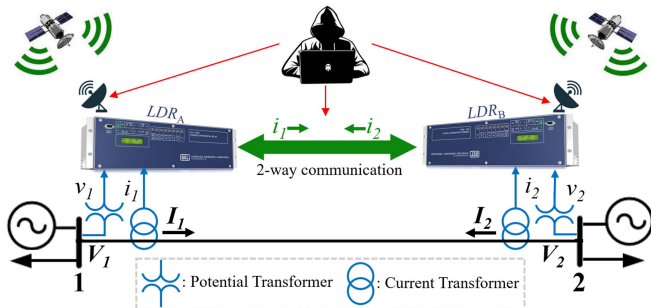 LDRA
LDRB
i1
i2
2-way communication
v1
i1
i2
v2
I1
I2
V1
V2
1
2
: Potential Transformer
: Current Transformer